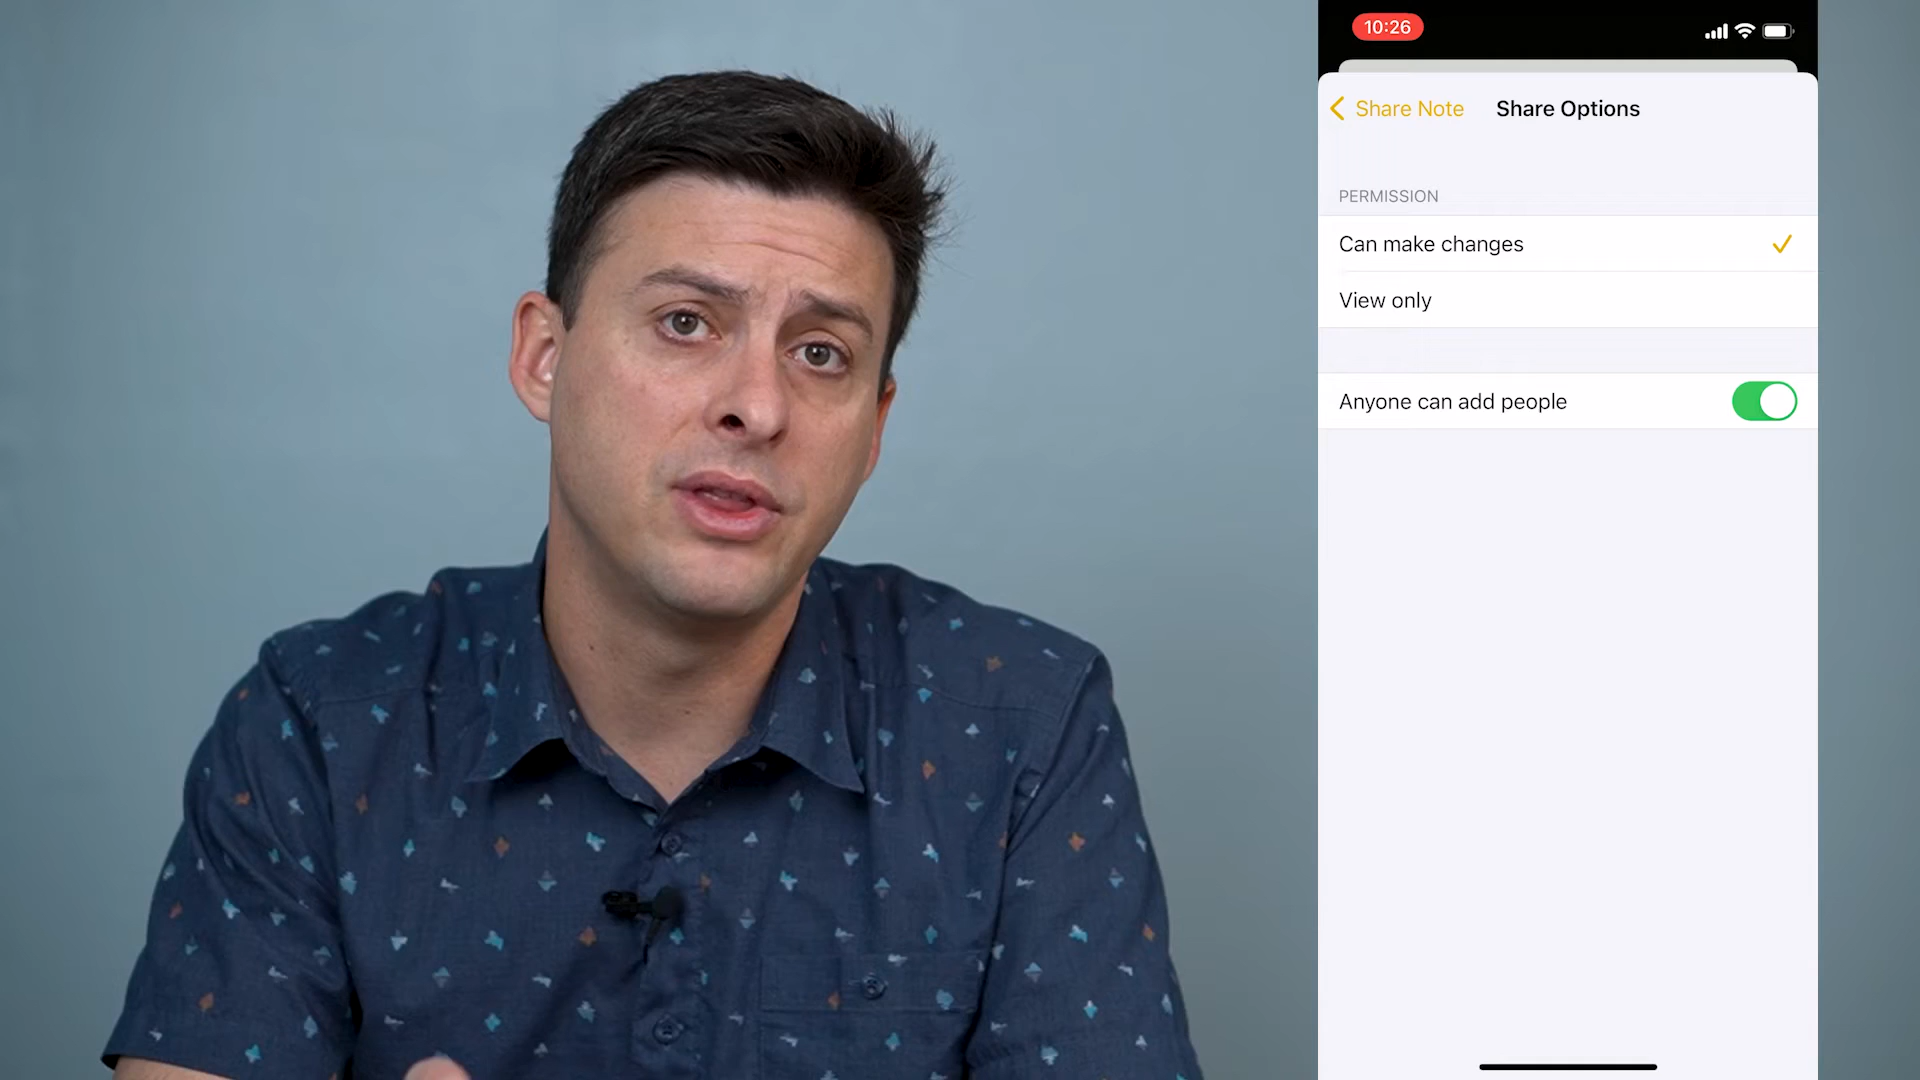 10:26
Share Note Share Options
PERMISSION
Can make changes
View only
Anyone can add people